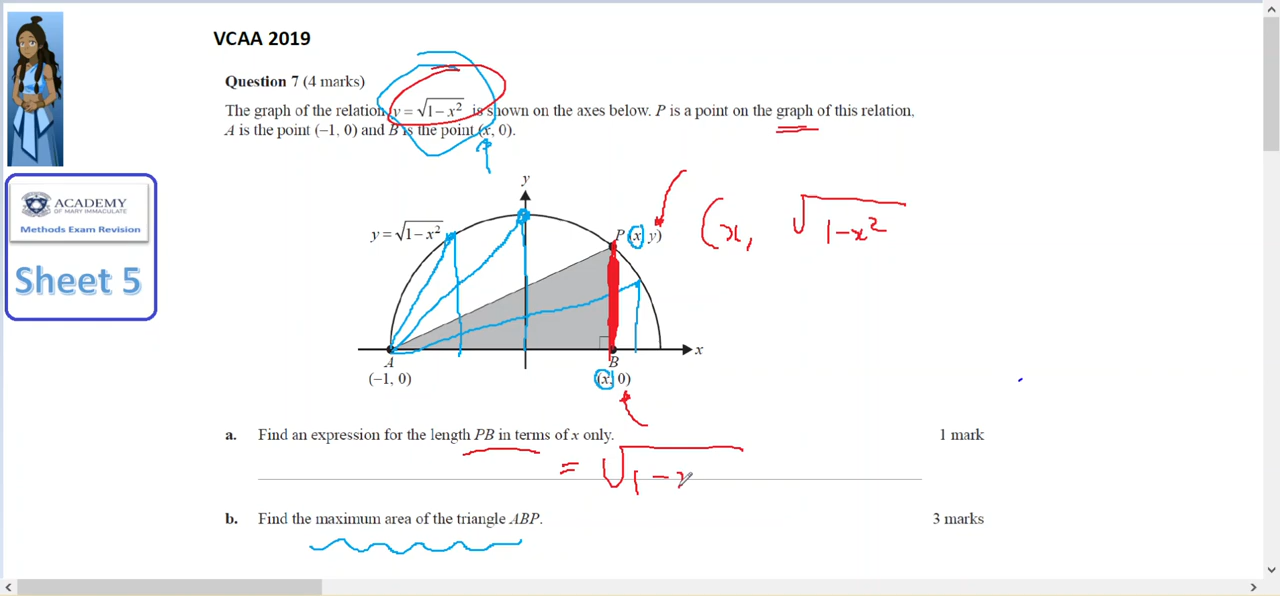 VCAA 2019
Question 7 (4 marks)
The graph of the relation y = √1 – x² is shown on the axes below. P is a point on the graph of this relation,
A is the point (−1, 0) and B is the point (x, 0).
ACADEMY
OF MARY IMMACULATE
Methods Exam Revision
Sheet 5
y
y = √1 – x²
P (x, y)
(x, √1–x²
A
B
x
(−1, 0)
(x, 0)
a. Find an expression for the length PB in terms of x only. 1 mark
= √1 – x
b. Find the maximum area of the triangle ABP. 3 marks